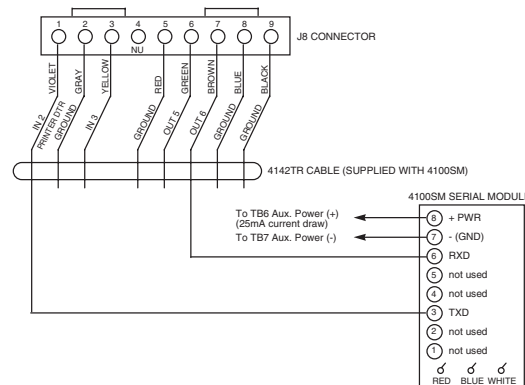 1 2 3 4 5 6 7 8 9
J8 CONNECTOR
NU
VIOLET
GRAY
YELLOW
RED
GREEN
BROWN
BLUE
BLACK
IN 2
PRINTER DTR
GROUND
IN 3
GROUND
OUT 5
OUT 6
GROUND
GROUND
4142TR CABLE (SUPPLIED WITH 4100SM)
4100SM SERIAL MODULE
To TB6 Aux. Power (+)
(25mA current draw)
To TB7 Aux. Power (-)
8 + PWR
7 - (GND)
6 RXD
5 not used
4 not used
3 TXD
2 not used
1 not used
RED BLUE WHITE